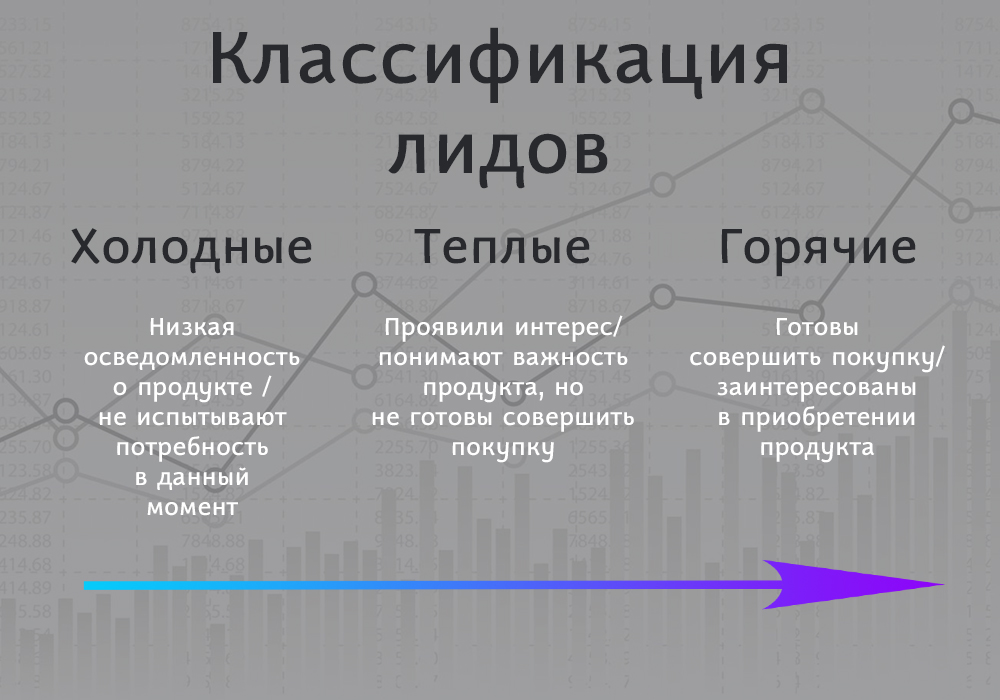 Классификация
лидов
Холодные
Теплые
Горячие
Низкая
осведомленность
о продукте /
не испытывают
потребность
в данный
момент
Проявили интерес/
понимают важность
продукта, но
не готовы совершить
покупку
Готовы
совершить покупку/
заинтересованы
в приобретении
продукта